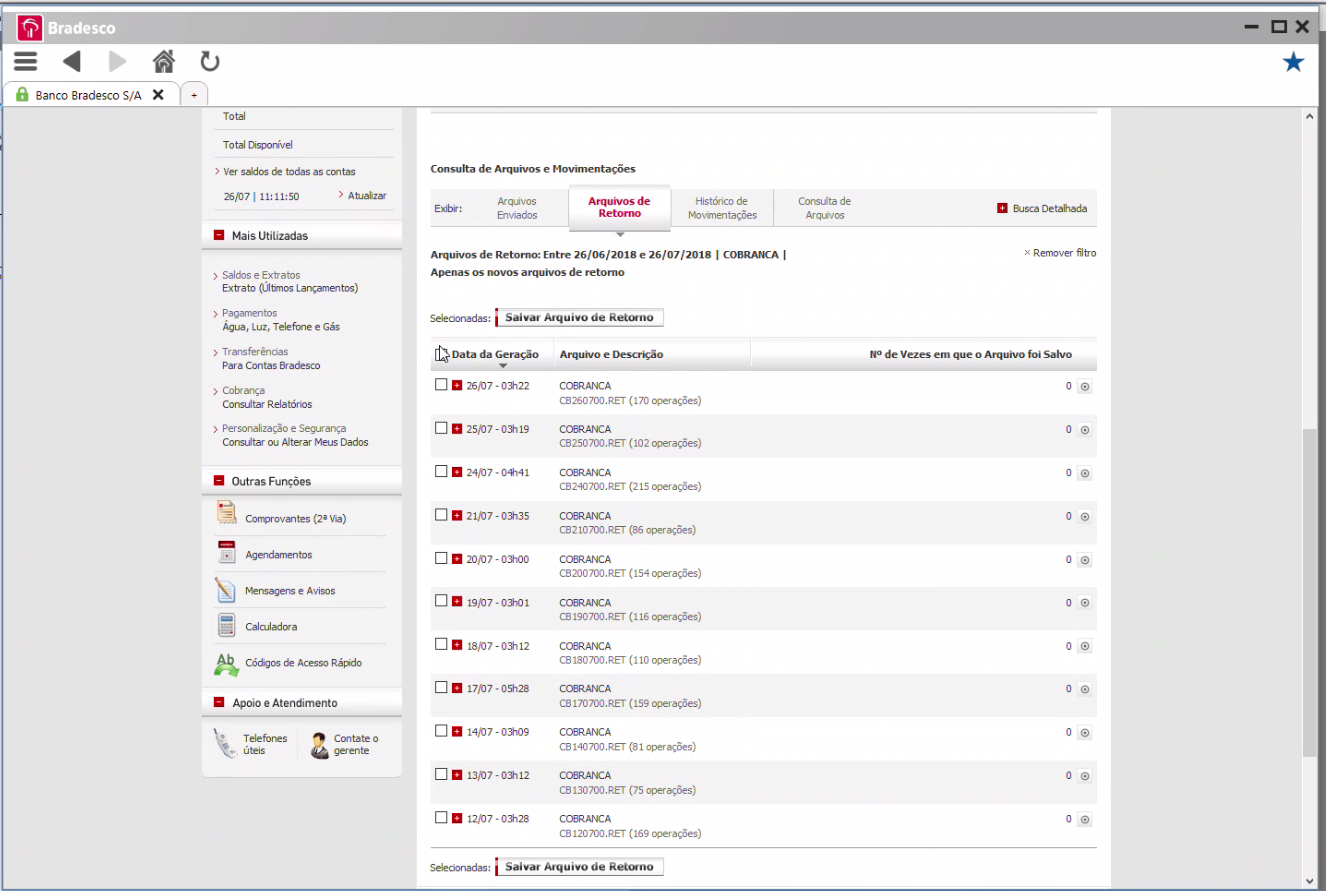 Bradesco
Banco Bradesco S/A
+
Total
Total Disponível
Ver saldos de todas as contas
26/07 | 11:11:50 Atualizar
Mais Utilizadas
Saldos e Extratos
Extrato (Últimos Lançamentos)
Pagamentos
Água, Luz, Telefone e Gás
Transferências
Para Contas Bradesco
Cobrança
Consultar Relatórios
Personalização e Segurança
Consultar ou Alterar Meus Dados
Outras Funções
Comprovantes (2ª Via)
Agendamentos
Mensagens e Avisos
Calculadora
Ab
Códigos de Acesso Rápido
Apoio e Atendimento
Telefones
úteis
Contate o
gerente
Consulta de Arquivos e Movimentações
Exibir:
Arquivos
Enviados
Arquivos de
Retorno
Histórico de
Movimentações
Consulta de
Arquivos
Busca Detalhada
Arquivos de Retorno: Entre 26/06/2018 e 26/07/2018 | COBRANCA |
Apenas os novos arquivos de retorno
× Remover filtro
Selecionadas: Salvar Arquivo de Retorno
Data da Geração Arquivo e Descrição Nº de Vezes em que o Arquivo foi Salvo
26/07 - 03h22 COBRANCA 0
CB260700.RET (170 operações)
25/07 - 03h19 COBRANCA 0
CB250700.RET (102 operações)
24/07 - 04h41 COBRANCA 0
CB240700.RET (215 operações)
21/07 - 03h35 COBRANCA 0
CB210700.RET (86 operações)
20/07 - 03h00 COBRANCA 0
CB200700.RET (154 operações)
19/07 - 03h01 COBRANCA 0
CB190700.RET (116 operações)
18/07 - 03h12 COBRANCA 0
CB180700.RET (110 operações)
17/07 - 05h28 COBRANCA 0
CB170700.RET (159 operações)
14/07 - 03h09 COBRANCA 0
CB140700.RET (81 operações)
13/07 - 03h12 COBRANCA 0
CB130700.RET (75 operações)
12/07 - 03h28 COBRANCA 0
CB120700.RET (169 operações)
Selecionadas: Salvar Arquivo de Retorno